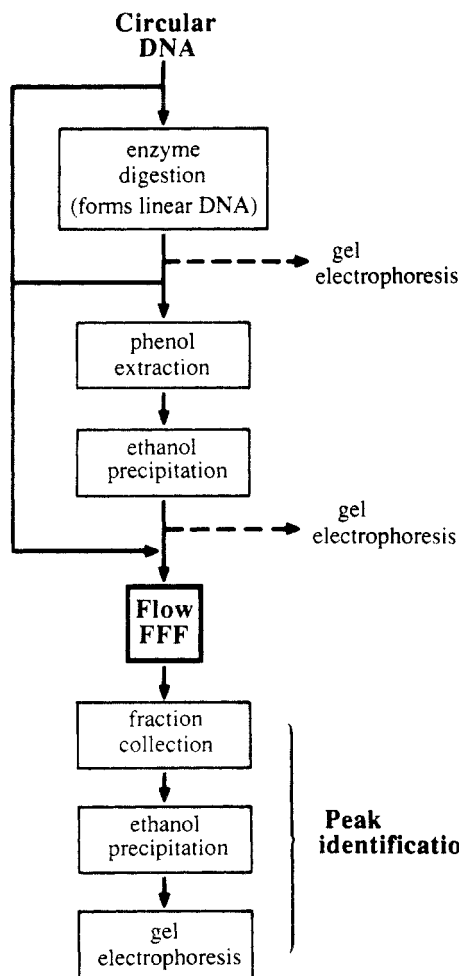 Circular
DNA
enzyme
digestion
(forms linear DNA)
gel
electrophoresis
phenol
extraction
ethanol
precipitation
gel
electrophoresis
Flow
FFF
fraction
collection
ethanol
precipitation
Peak
identificatio
gel
electrophoresis